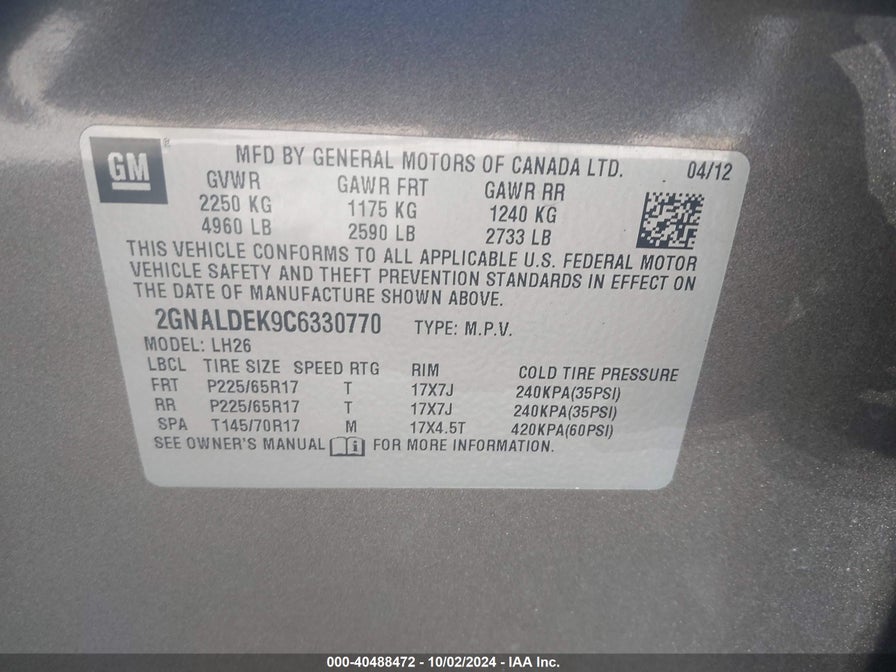 GM
MFD BY GENERAL MOTORS OF CANADA LTD. 04/12
GVWR GAWR FRT GAWR RR
2250 KG 1175 KG 1240 KG
4960 LB 2590 LB 2733 LB
THIS VEHICLE CONFORMS TO ALL APPLICABLE U.S. FEDERAL MOTOR
VEHICLE SAFETY AND THEFT PREVENTION STANDARDS IN EFFECT ON
THE DATE OF MANUFACTURE SHOWN ABOVE.
2GNALDEK9C6330770 TYPE: M.P.V.
MODEL: LH26
LBCL TIRE SIZE SPEED RTG RIM COLD TIRE PRESSURE
FRT P225/65R17 T 17X7J 240KPA(35PSI)
RR P225/65R17 T 17X7J 240KPA(35PSI)
SPA T145/70R17 M 17X4.5T 420KPA(60PSI)
SEE OWNER'S MANUAL i FOR MORE INFORMATION.
000-40488472 - 10/02/2024 - IAA Inc.